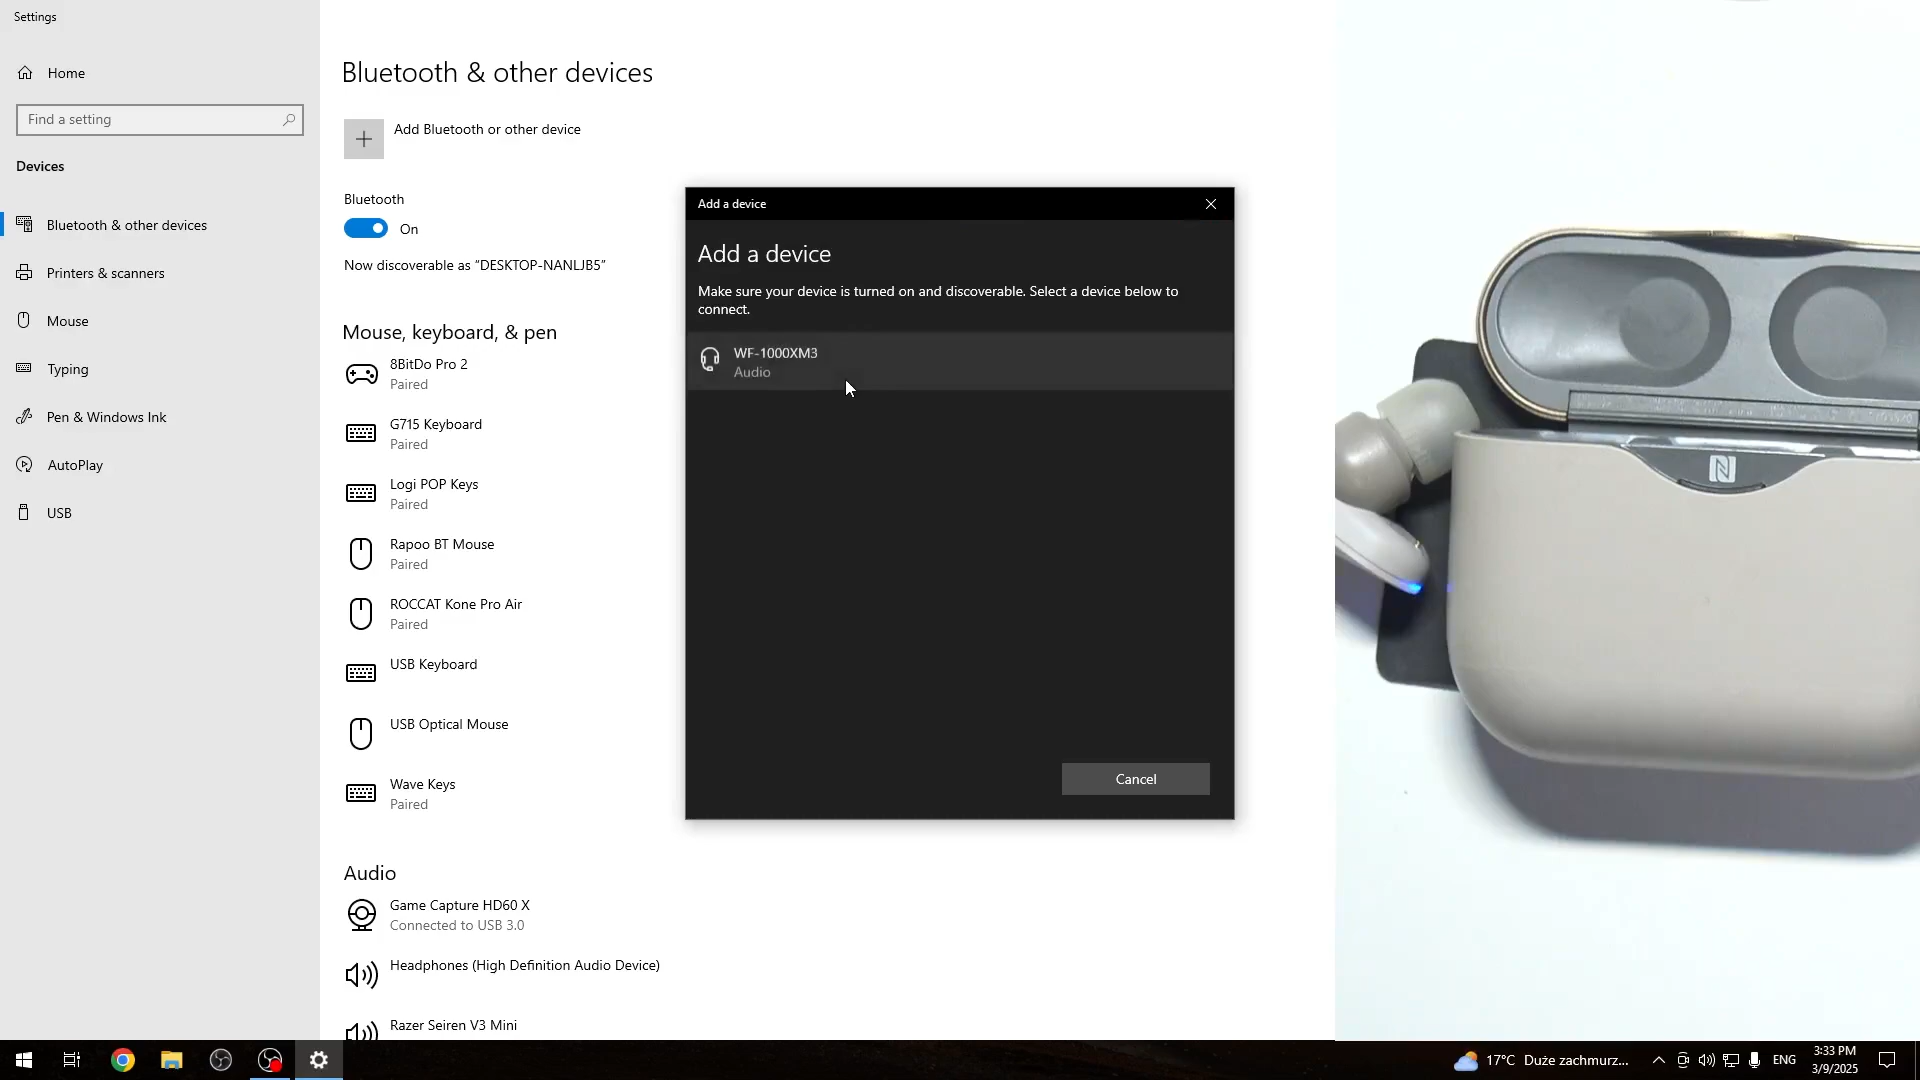 Settings
Home
Find a setting
Devices
Bluetooth & other devices
Printers & scanners
Mouse
Typing
Pen & Windows Ink
AutoPlay
USB
Bluetooth & other devices
Add Bluetooth or other device
Bluetooth
On
Now discoverable as “DESKTOP-NANLJB5”
Mouse, keyboard, & pen
8BitDo Pro 2
Paired
G715 Keyboard
Paired
Logi POP Keys
Paired
Rapoo BT Mouse
Paired
ROCCAT Kone Pro Air
Paired
USB Keyboard
USB Optical Mouse
Wave Keys
Paired
Audio
Game Capture HD60 X
Connected to USB 3.0
Headphones (High Definition Audio Device)
Razer Seiren V3 Mini
Add a device
Add a device
Make sure your device is turned on and discoverable. Select a device below to
connect.
WF-1000XM3
Audio
Cancel
17°C Duże zachmurz...
ENG
3:33 PM
3/9/2025